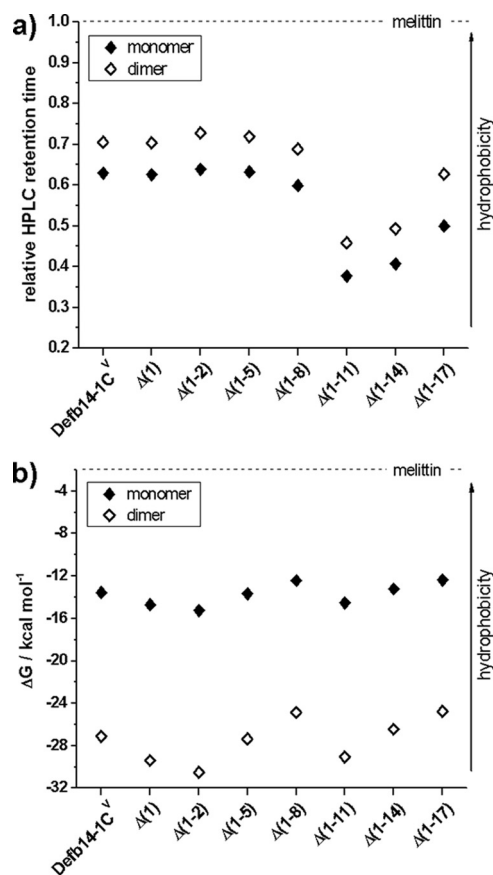 a)
melittin
monomer
dimer
1.0
0.9
0.8
0.7
0.6
0.5
0.4
0.3
0.2
relative HPLC retention time
hydrophobicity
Defb14-1Cᵛ
Δ(1)
Δ(1-2)
Δ(1-5)
Δ(1-8)
Δ(1-11)
Δ(1-14)
Δ(1-17)
b)
melittin
monomer
dimer
-4
-8
-12
-16
-20
-24
-28
-32
ΔG / kcal mol⁻¹
hydrophobicity
Defb14-1Cᵛ
Δ(1)
Δ(1-2)
Δ(1-5)
Δ(1-8)
Δ(1-11)
Δ(1-14)
Δ(1-17)